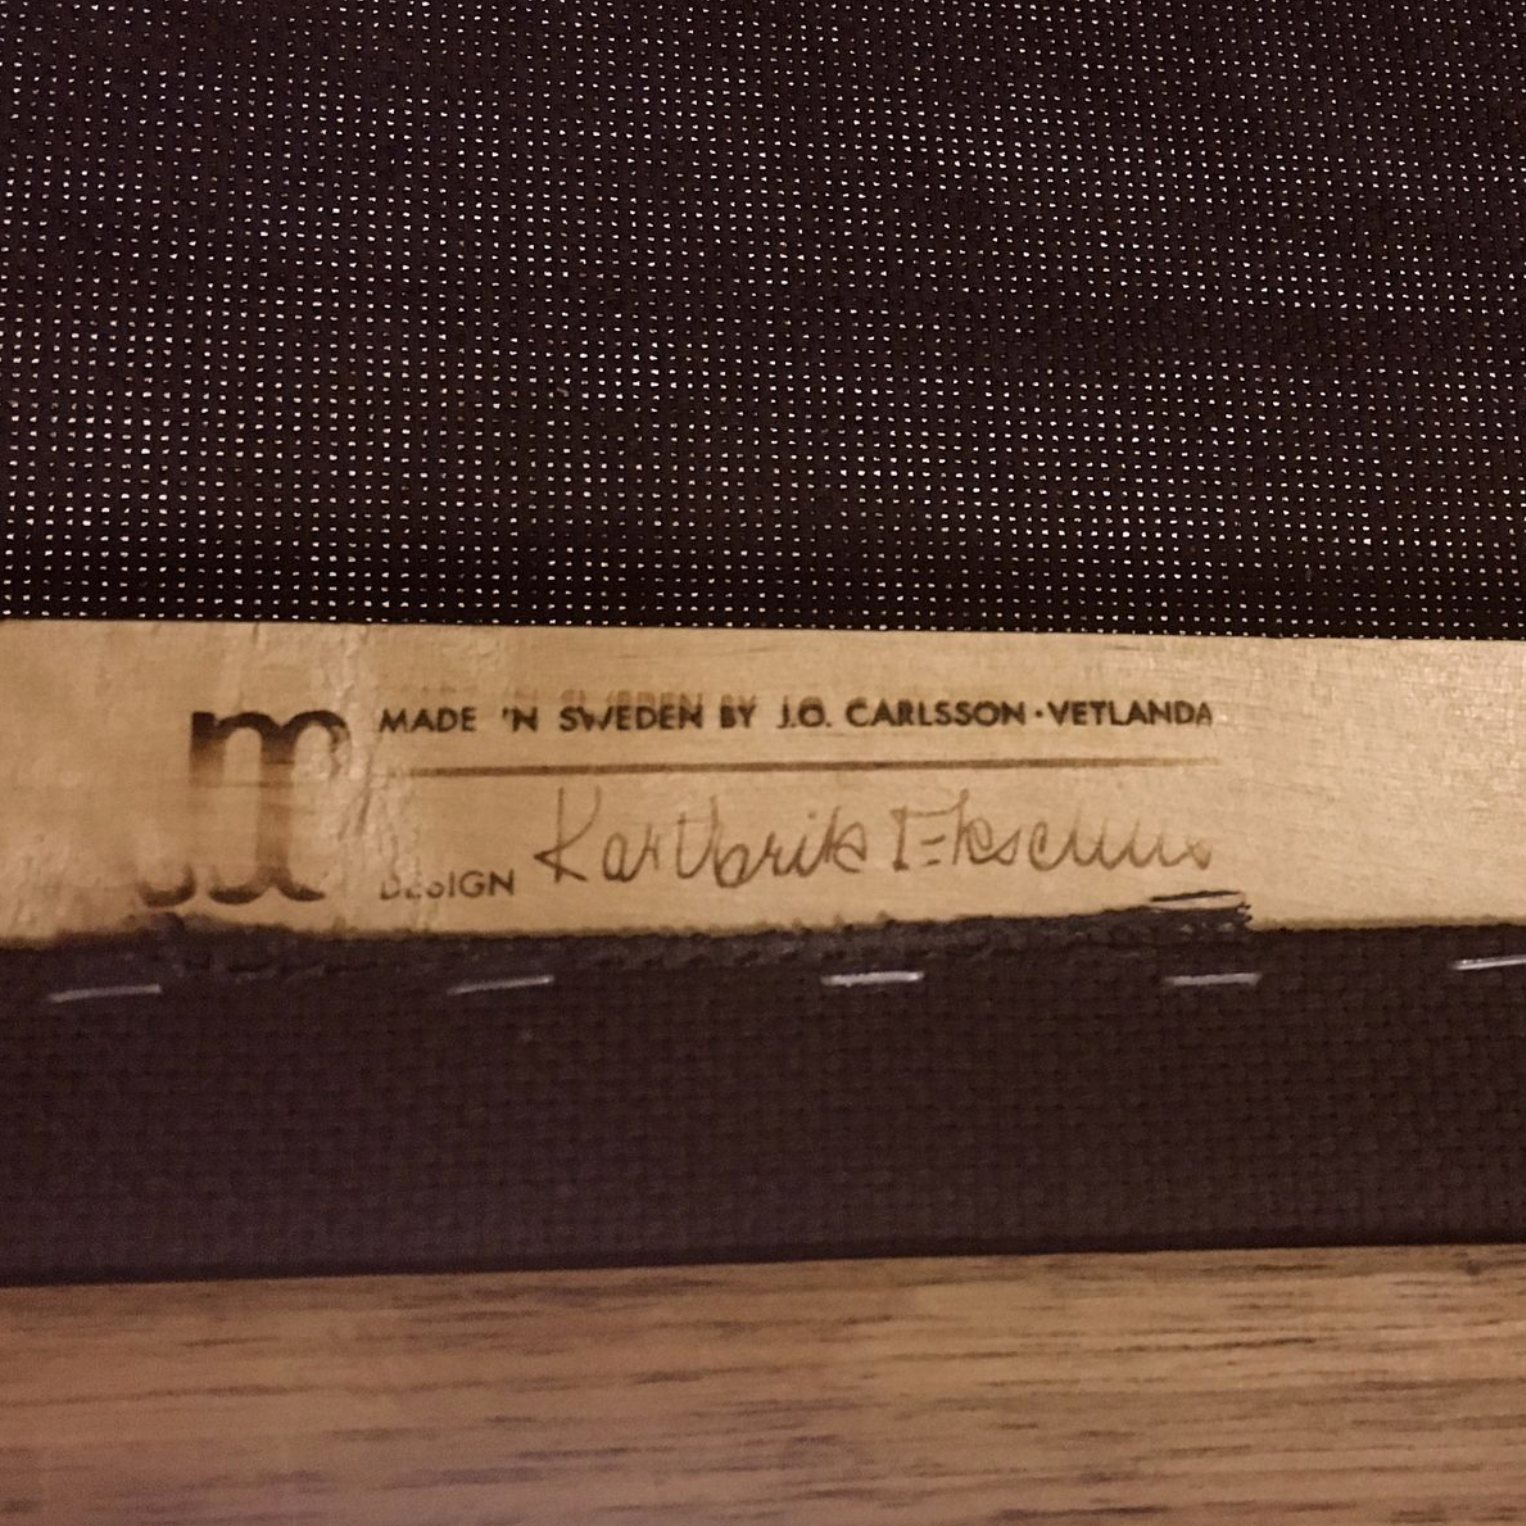 MADE 'N SWEDEN BY J.O. CARLSSON · VETLANDA
DESIGN Karl Erik Ekselius